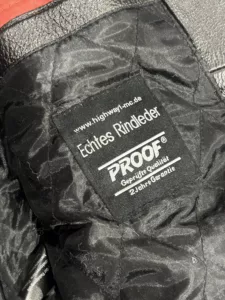 www.highway1-mc.de
Echtes Rindleder
PROOF®
Geprüfte Qualität
2 Jahre Garantie